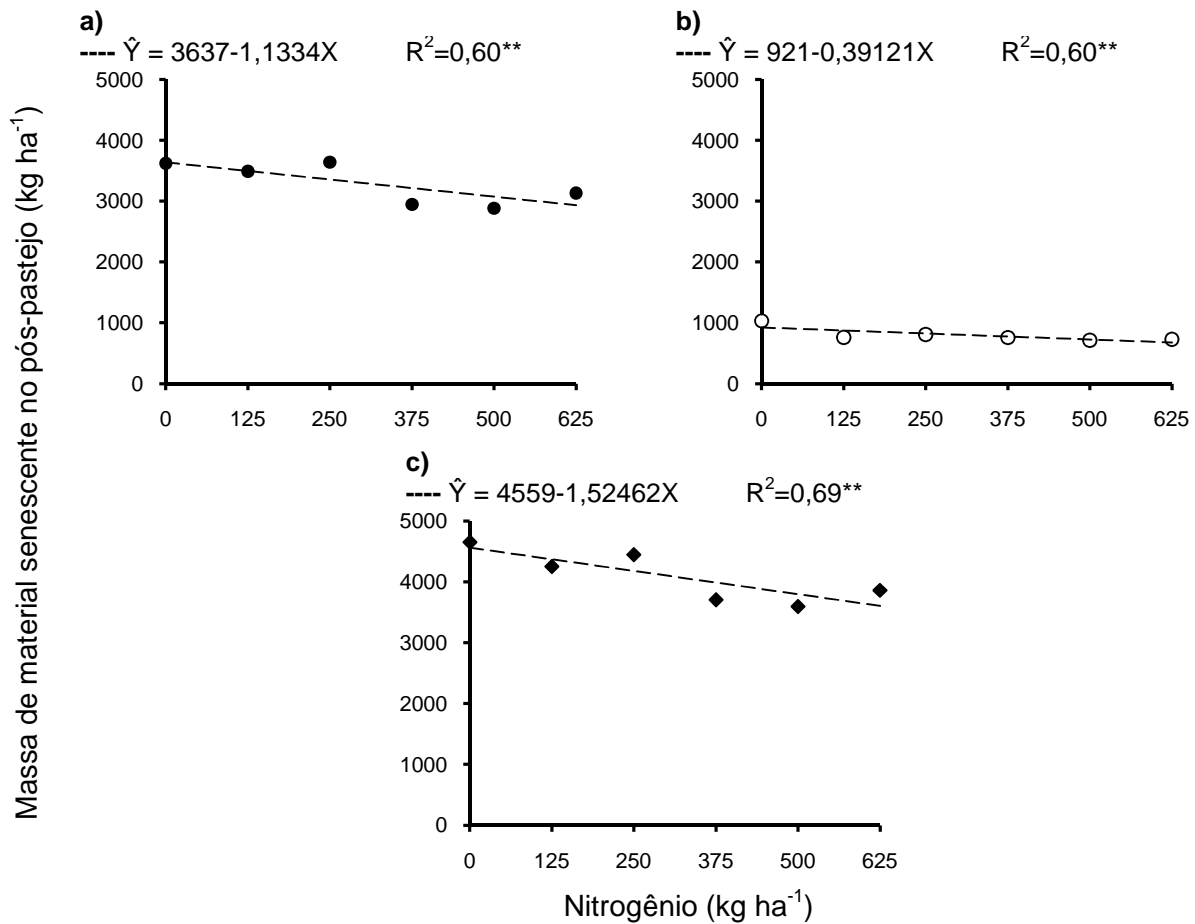 a)
---- Ŷ = 3637-1,1334X R²=0,60**
5000
4000
3000
2000
1000
0
0 125 250 375 500 625
b)
---- Ŷ = 921-0,39121X R²=0,60**
5000
4000
3000
2000
1000
0
0 125 250 375 500 625
c)
---- Ŷ = 4559-1,52462X R²=0,69**
5000
4000
3000
2000
1000
0
0 125 250 375 500 625
Massa de material senescente no pós-pastejo (kg ha⁻¹)
Nitrogênio (kg ha⁻¹)